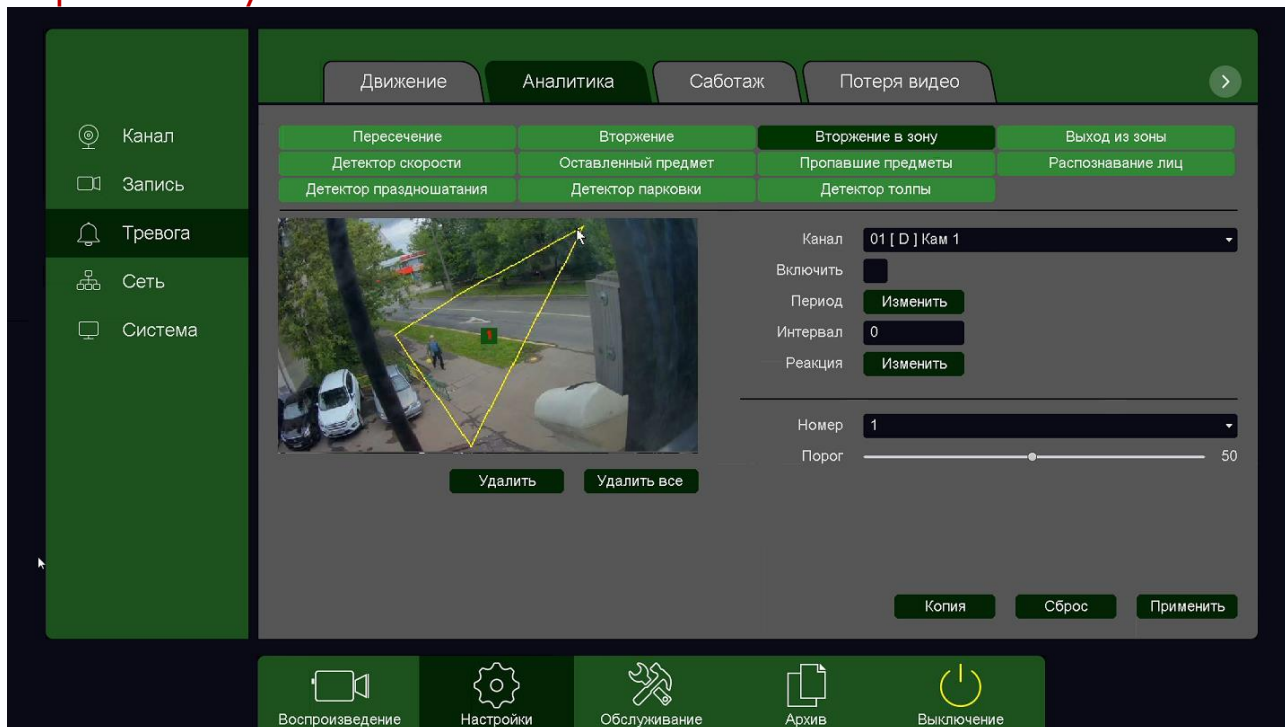 Движение Аналитика Саботаж Потеря видео
Канал
Запись
Тревога
Сеть
Система
Пересечение Вторжение Вторжение в зону Выход из зоны
Детектор скорости Оставленный предмет Пропавшие предметы Распознавание лиц
Детектор праздношатания Детектор парковки Детектор толпы
1
Канал 01 [ D ] Кам 1
Включить
Период Изменить
Интервал 0
Реакция Изменить
Номер 1
Порог 50
Удалить Удалить все
Копия Сброс Применить
Воспроизведение Настройки Обслуживание Архив Выключение